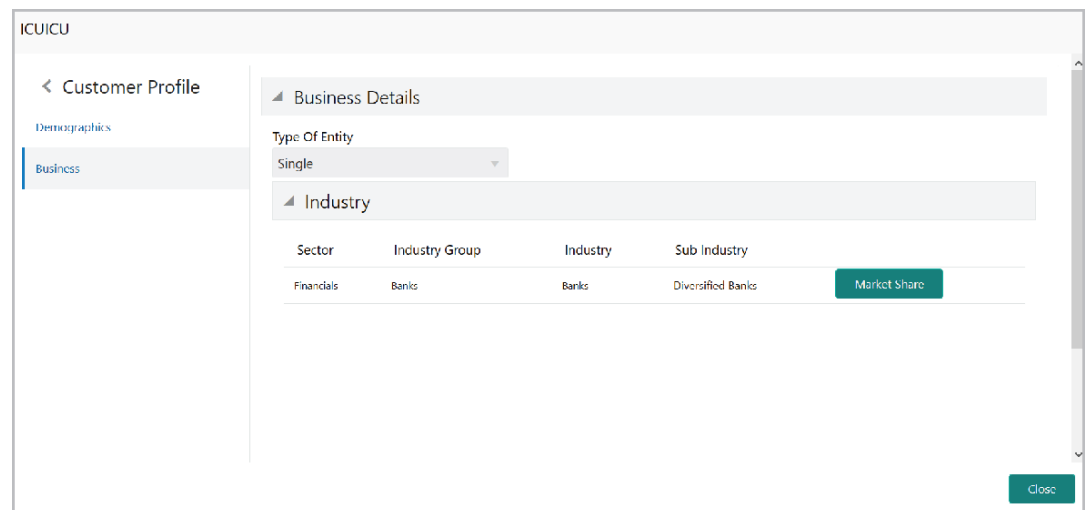 ICUICU
Customer Profile
Demographics
Business
Business Details
Type Of Entity
Single
Industry
Sector Industry Group Industry Sub Industry
Financials Banks Banks Diversified Banks Market Share
Close